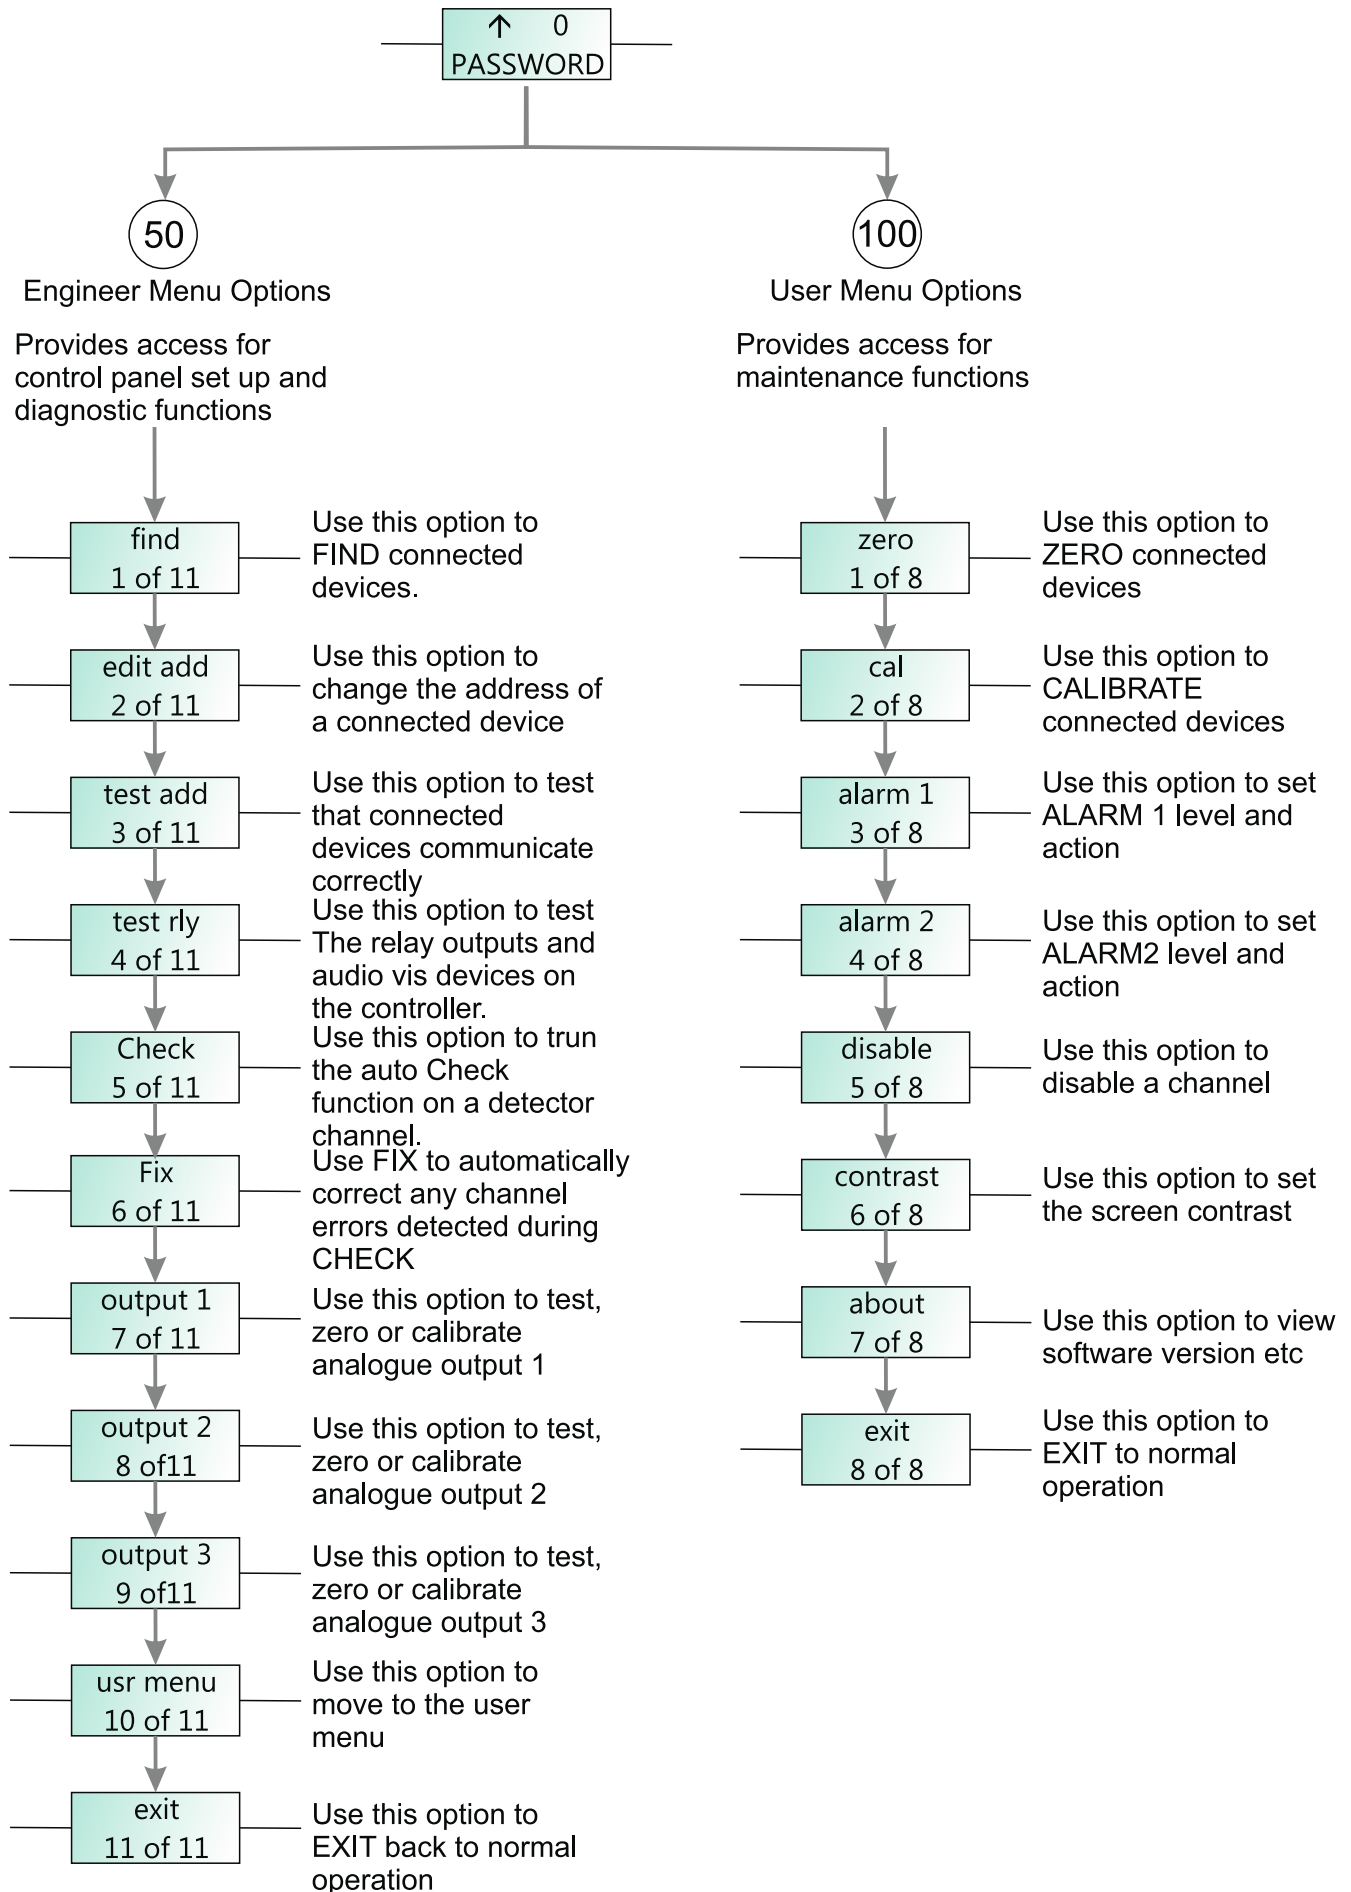 ↑ 0
PASSWORD
50
Engineer Menu Options
Provides access for
control panel set up and
diagnostic functions
find
1 of 11
Use this option to
FIND connected
devices.
edit add
2 of 11
Use this option to
change the address of
a connected device
test add
3 of 11
Use this option to test
that connected
devices communicate
correctly
test rly
4 of 11
Use this option to test
The relay outputs and
audio vis devices on
the controller.
Check
5 of 11
Use this option to trun
the auto Check
function on a detector
channel.
Fix
6 of 11
Use FIX to automatically
correct any channel
errors detected during
CHECK
output 1
7 of 11
Use this option to test,
zero or calibrate
analogue output 1
output 2
8 of11
Use this option to test,
zero or calibrate
analogue output 2
output 3
9 of11
Use this option to test,
zero or calibrate
analogue output 3
usr menu
10 of 11
Use this option to
move to the user
menu
exit
11 of 11
Use this option to
EXIT back to normal
operation
100
User Menu Options
Provides access for
maintenance functions
zero
1 of 8
Use this option to
ZERO connected
devices
cal
2 of 8
Use this option to
CALIBRATE
connected devices
alarm 1
3 of 8
Use this option to set
ALARM 1 level and
action
alarm 2
4 of 8
Use this option to set
ALARM2 level and
action
disable
5 of 8
Use this option to
disable a channel
contrast
6 of 8
Use this option to set
the screen contrast
about
7 of 8
Use this option to view
software version etc
exit
8 of 8
Use this option to
EXIT to normal
operation